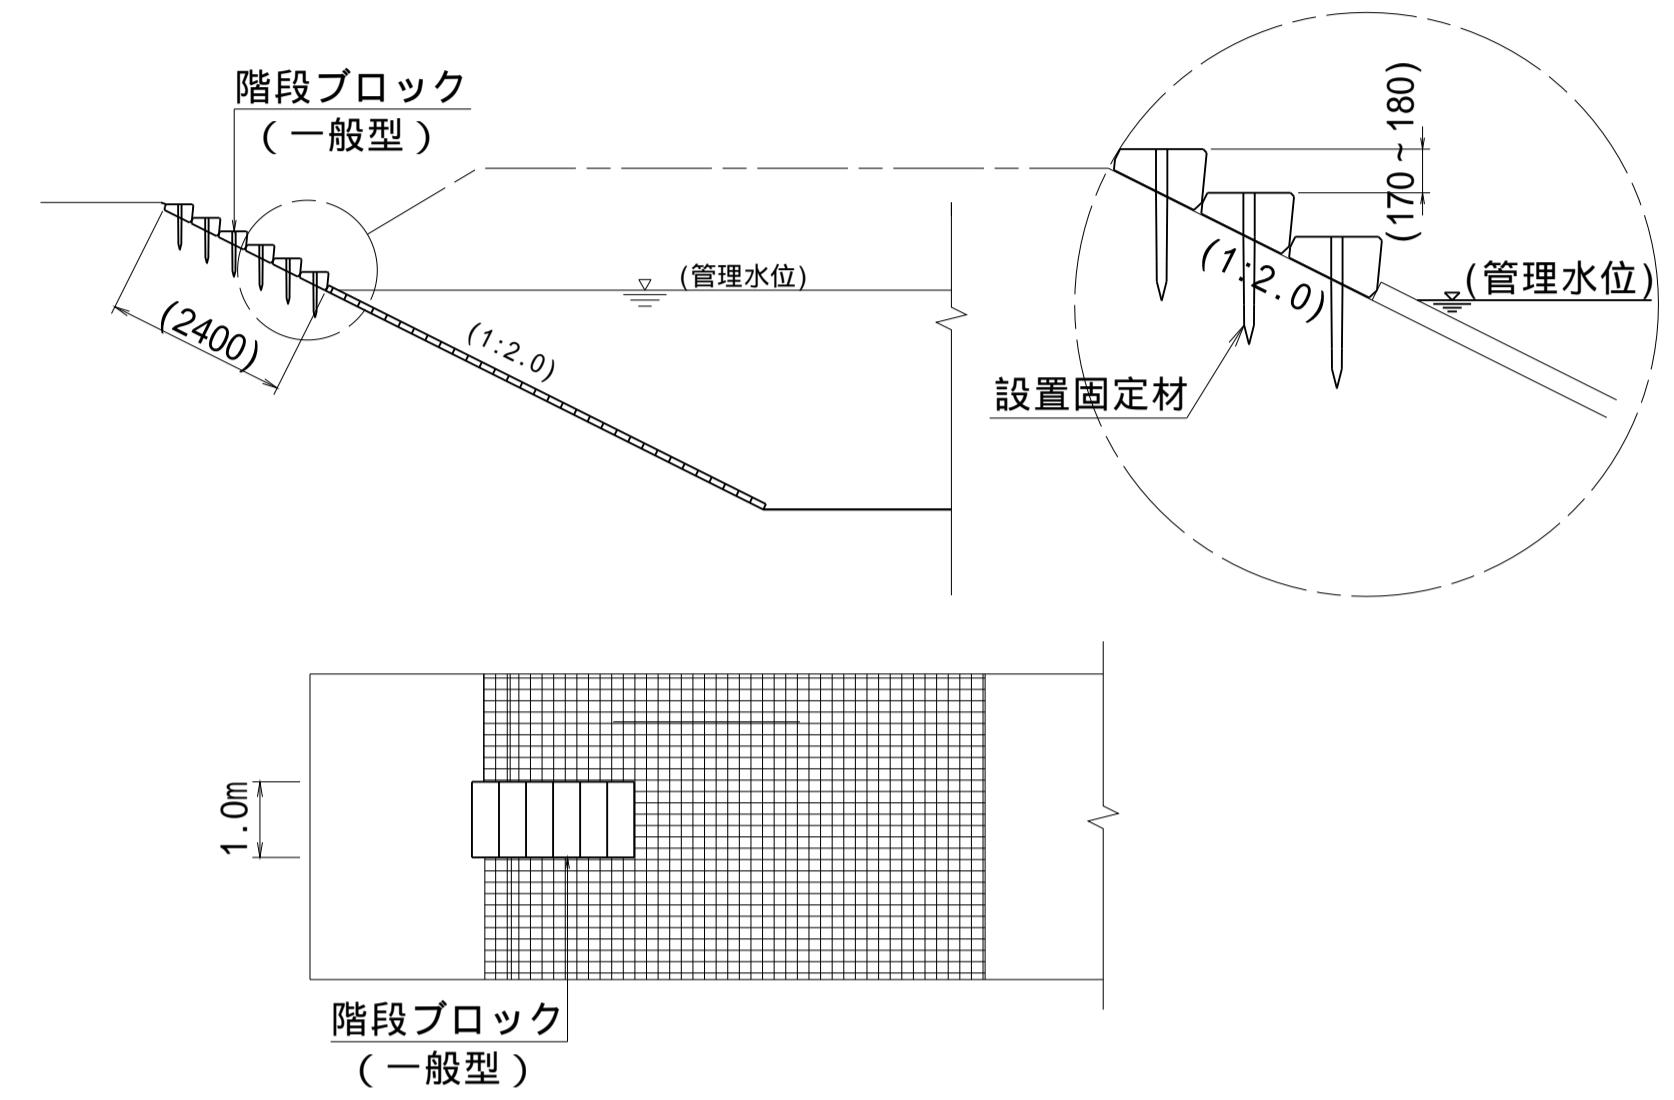 階段ブロック
(一般型)
(170~180)
(管理水位)
(管理水位)
(1:2.0)
(2400)
(1:2.0)
設置固定材
1.0m
階段ブロック
(一般型)